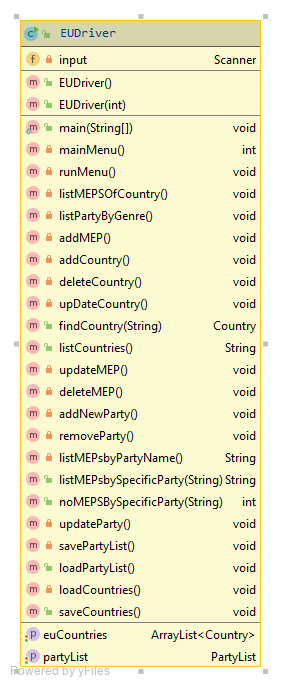 EUDriver
input Scanner
EUDriver()
EUDriver(int)
main(String[]) void
mainMenu() int
runMenu() void
listMEPSOfCountry() void
listPartyByGenre() void
addMEP() void
addCountry() void
deleteCountry() void
upDateCountry() void
findCountry(String) Country
listCountries() String
updateMEP() void
deleteMEP() void
addNewParty() void
removeParty() void
listMEPsbyPartyName() String
listMEPsbySpecificParty(String) String
noMEPSBySpecificParty(String) int
updateParty() void
savePartyList() void
loadPartyList() void
loadCountries() void
saveCountries() void
euCountries ArrayList<Country>
partyList PartyList
Powered by yFiles